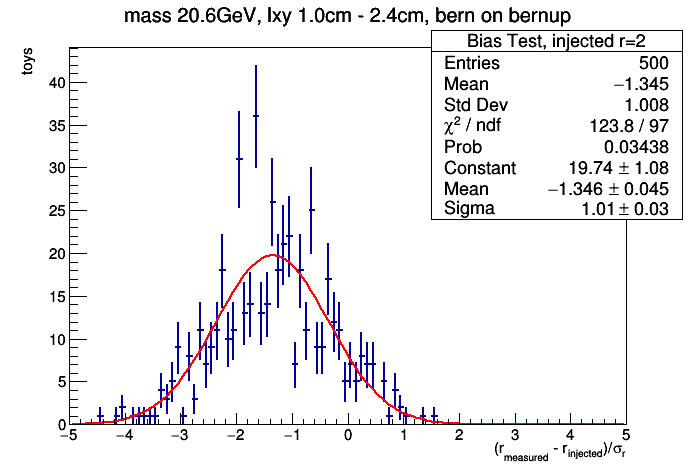 mass 20.6GeV, lxy 1.0cm - 2.4cm, bern on bernup
toys
Bias Test, injected r=2
Entries 500
Mean −1.345
Std Dev 1.008
χ² / ndf 123.8 / 97
Prob 0.03438
Constant 19.74 ± 1.08
Mean −1.346 ± 0.045
Sigma 1.01 ± 0.03
40
35
30
25
20
15
10
5
0
−5 −4 −3 −2 −1 0 1 2 3 4 5
(r_measured - r_injected)/σ_r